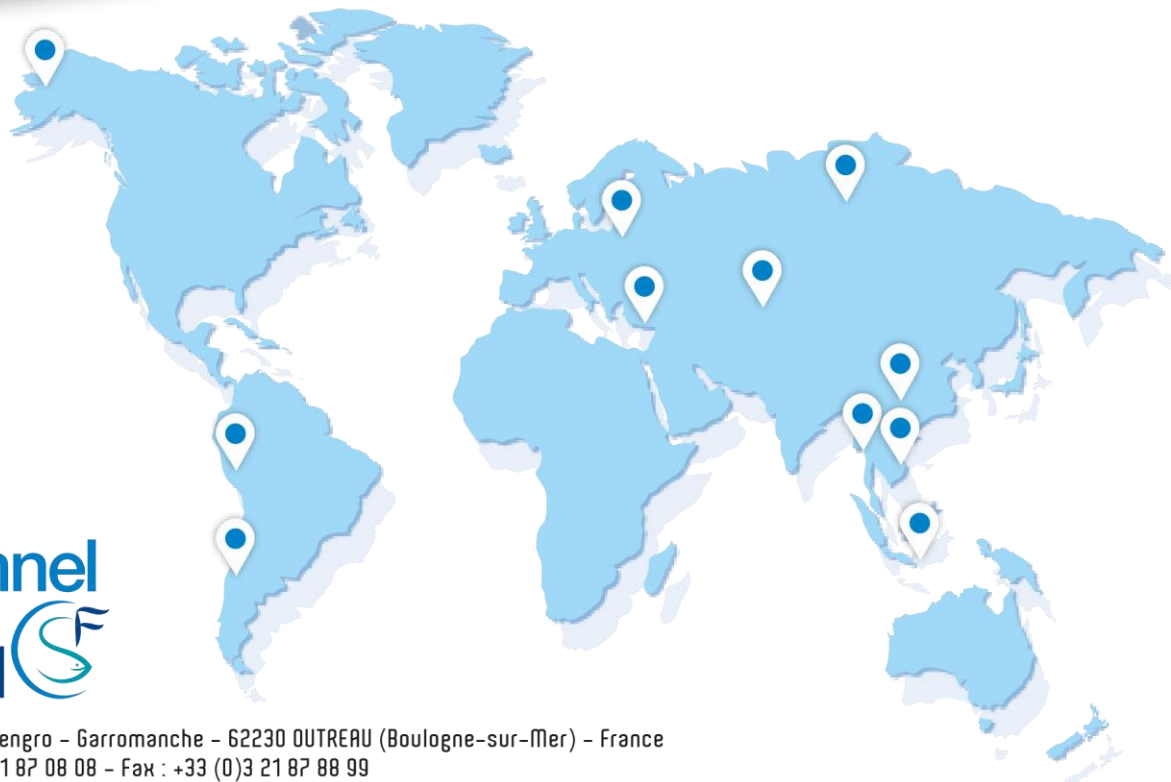 nnel
SF
engro - Garromanche - 62230 OUTREAU (Boulogne-sur-Mer) - France
1 87 08 08 - Fax : +33 (0)3 21 87 88 99